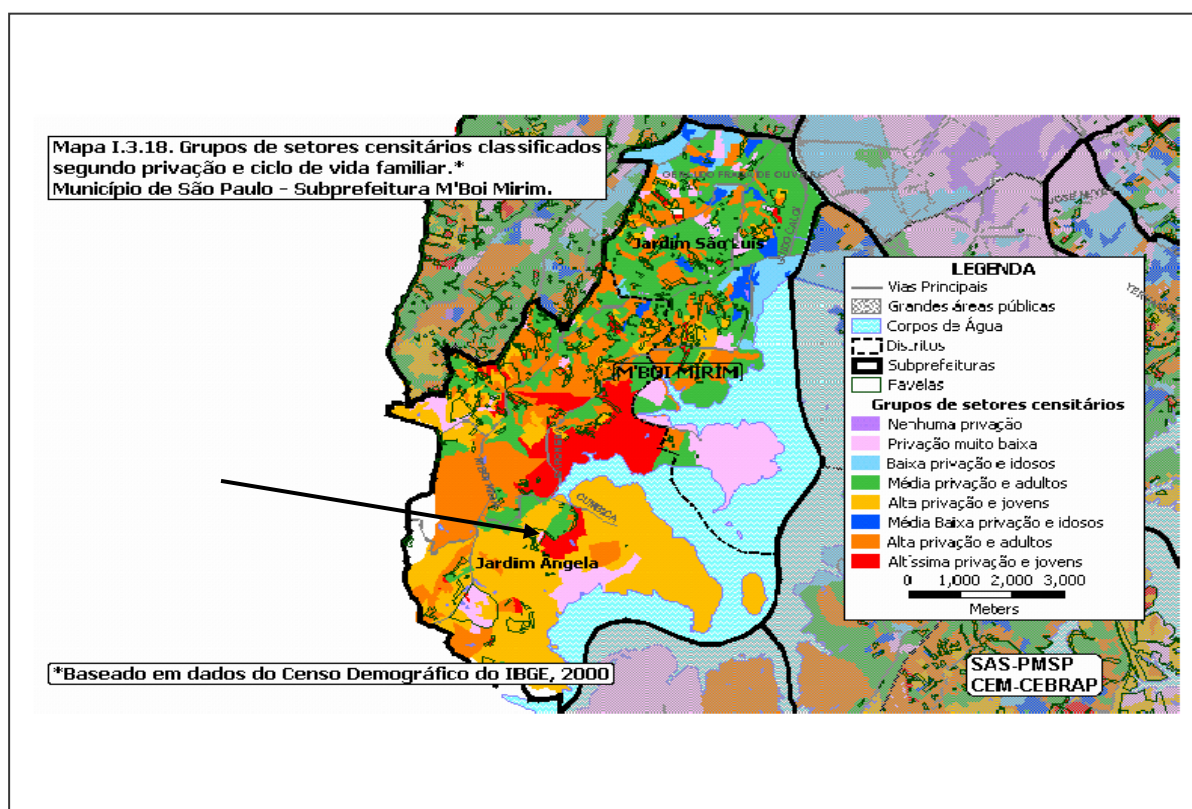 Mapa I.3.18. Grupos de setores censitários classificados
segundo privação e ciclo de vida familiar.*
Município de São Paulo - Subprefeitura M'Boi Mirim.
Jardim São Luís
M'BOI MIRIM
Jardim Ângela
LEGENDA
Vias Principais
Grandes áreas públicas
Corpos de Água
Distritos
Subprefeituras
Favelas
Grupos de setores censitários
Nenhuma privação
Privação muito baixa
Baixa privação e idosos
Média privação e adultos
Alta privação e jovens
Média Baixa privação e idosos
Alta privação e adultos
Altíssima privação e jovens
0 1,000 2,000 3,000
Meters
*Baseado em dados do Censo Demográfico do IBGE, 2000
SAS-PMSP
CEM-CEBRAP